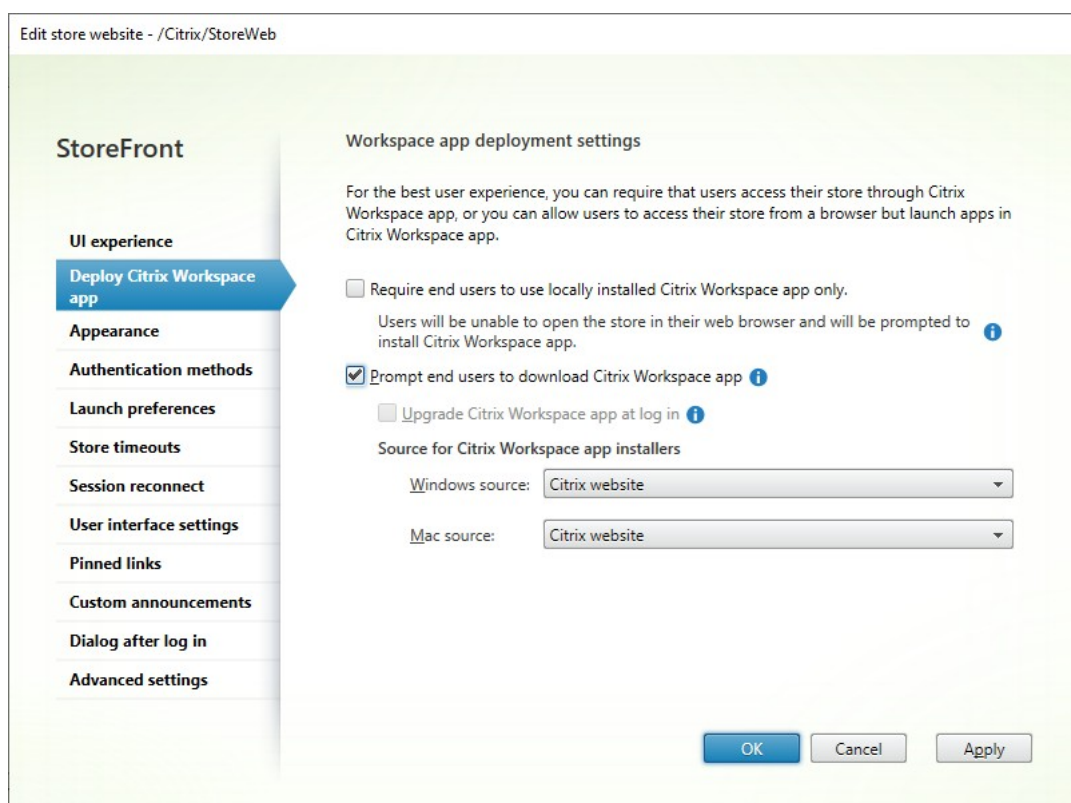 Edit store website - /Citrix/StoreWeb
StoreFront
UI experience
Deploy Citrix Workspace
app
Appearance
Authentication methods
Launch preferences
Store timeouts
Session reconnect
User interface settings
Pinned links
Custom announcements
Dialog after log in
Advanced settings
Workspace app deployment settings
For the best user experience, you can require that users access their store through Citrix
Workspace app, or you can allow users to access their store from a browser but launch apps in
Citrix Workspace app.
Require end users to use locally installed Citrix Workspace app only.
Users will be unable to open the store in their web browser and will be prompted to
install Citrix Workspace app.
Prompt end users to download Citrix Workspace app
Upgrade Citrix Workspace app at log in
Source for Citrix Workspace app installers
Windows source: Citrix website
Mac source: Citrix website
OK Cancel Apply